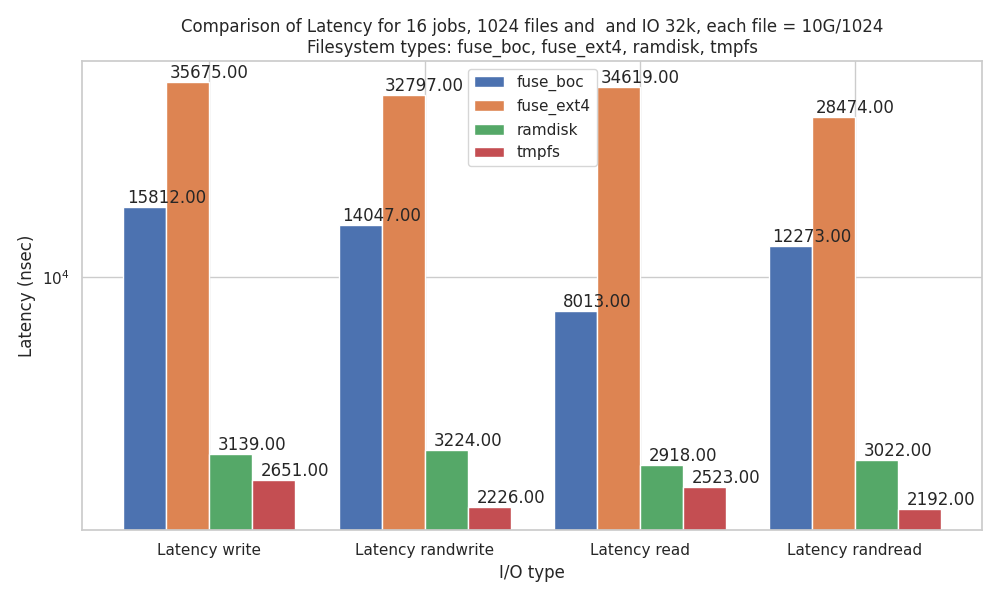 Comparison of Latency for 16 jobs, 1024 files and  and IO 32k, each file = 10G/1024
Filesystem types: fuse_boc, fuse_ext4, ramdisk, tmpfs
fuse_boc
fuse_ext4
ramdisk
tmpfs
Latency (nsec)
10⁴
15812.00
35675.00
3139.00
2651.00
14047.00
32797.00
3224.00
2226.00
8013.00
34619.00
2918.00
2523.00
12273.00
28474.00
3022.00
2192.00
Latency write
Latency randwrite
Latency read
Latency randread
I/O type